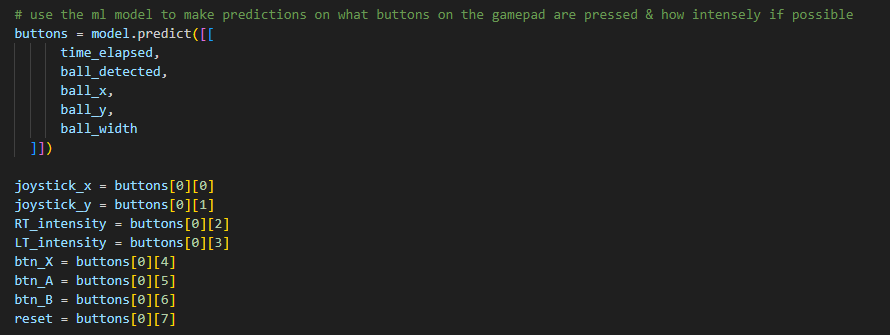 # use the ml model to make predictions on what buttons on the gamepad are pressed & how intensely if possible
buttons = model.predict([[
time_elapsed,
ball_detected,
ball_x,
ball_y,
ball_width
]])
joystick_x = buttons[0][0]
joystick_y = buttons[0][1]
RT_intensity = buttons[0][2]
LT_intensity = buttons[0][3]
btn_X = buttons[0][4]
btn_A = buttons[0][5]
btn_B = buttons[0][6]
reset = buttons[0][7]